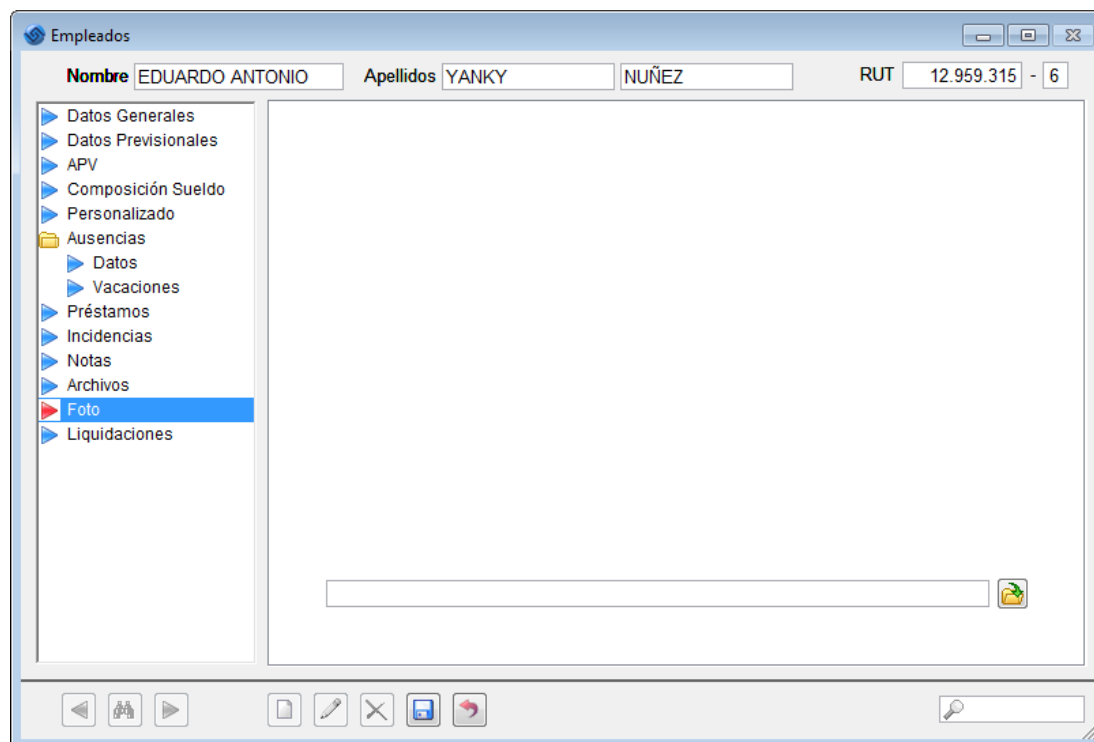 Empleados
Nombre EDUARDO ANTONIO Apellidos YANKY NUÑEZ RUT 12.959.315 - 6
Datos Generales
Datos Previsionales
APV
Composición Sueldo
Personalizado
Ausencias
Datos
Vacaciones
Préstamos
Incidencias
Notas
Archivos
Foto
Liquidaciones